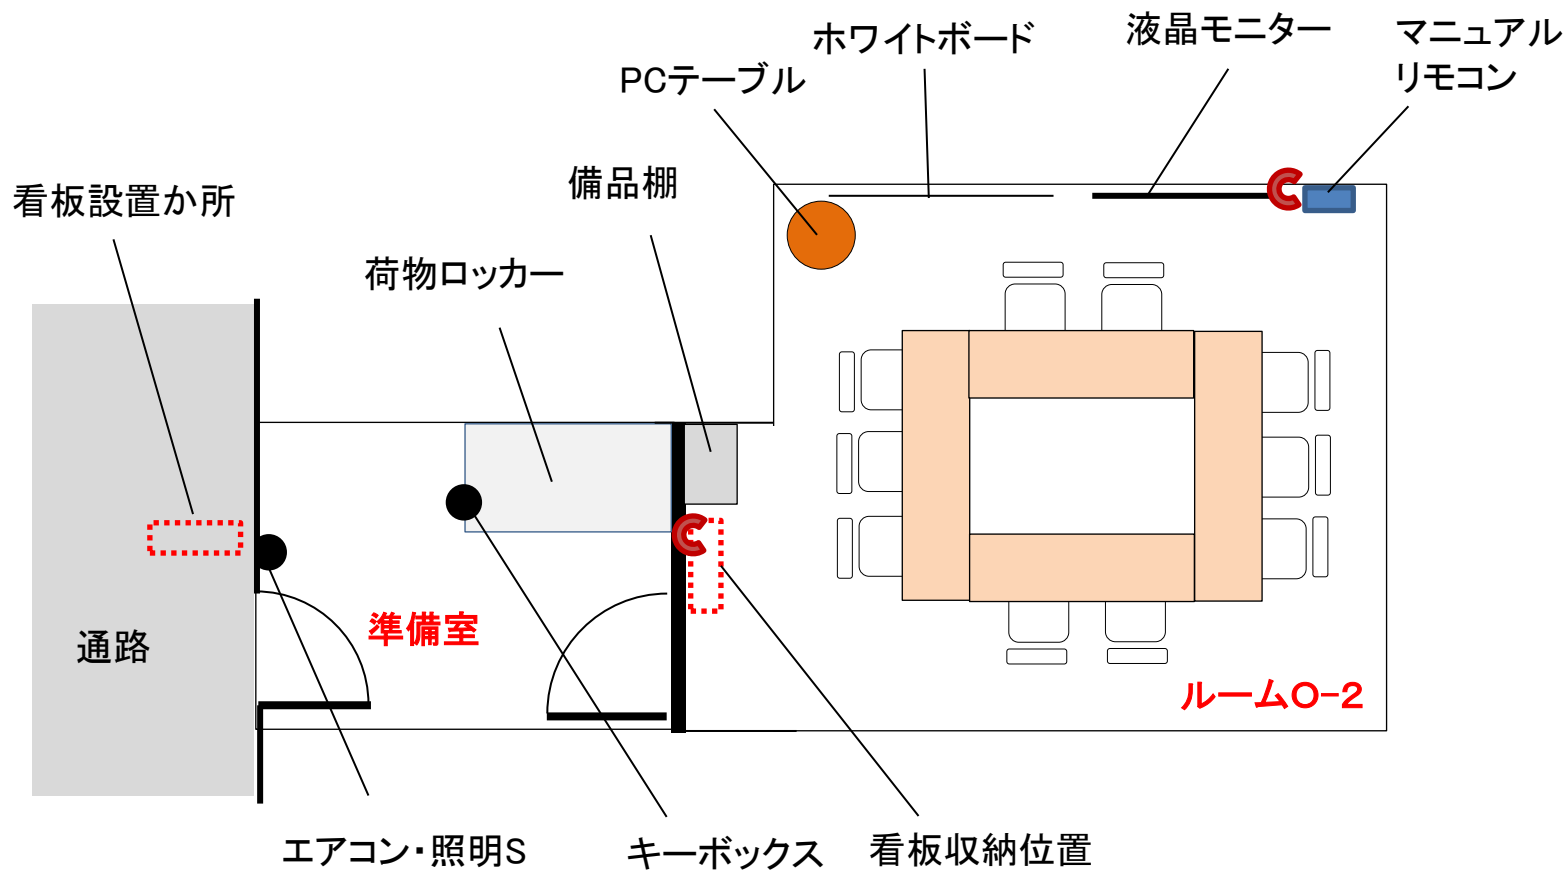 ホワイトボード
液晶モニター
マニュアル
リモコン
PCテーブル
備品棚
看板設置か所
荷物ロッカー
準備室
通路
ルームO-2
エアコン・照明S
キーボックス
看板収納位置